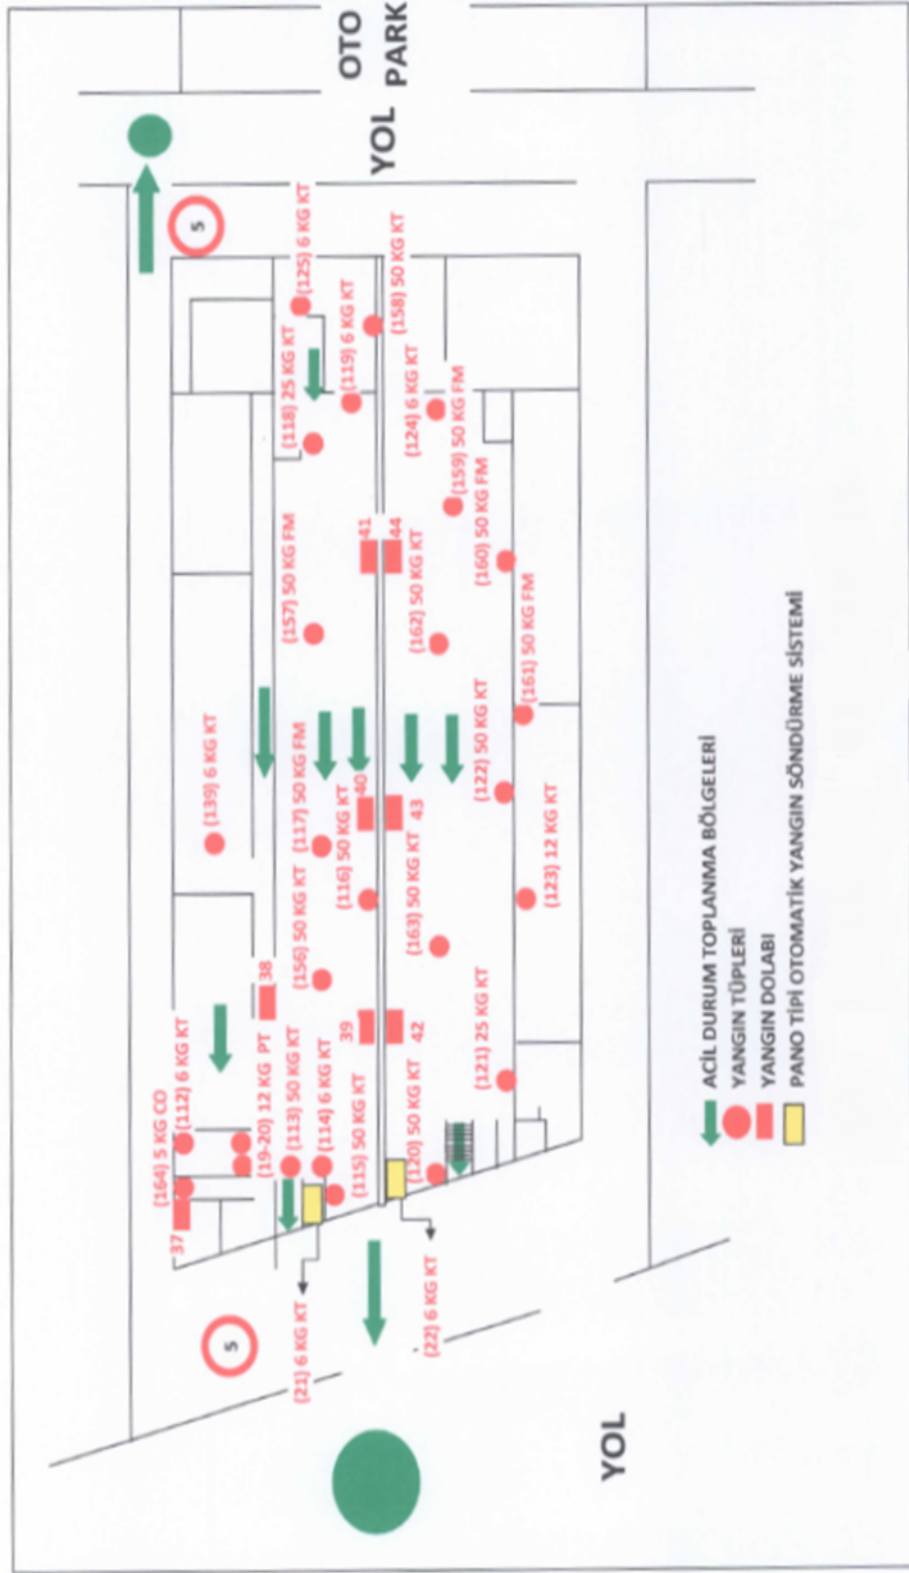 OTO
PARK
YOL
5
(125) 6 KG KT
(158) 50 KG KT
(119) 6 KG KT
(118) 25 KG KT
(124) 6 KG KT
(159) 50 KG FM
(160) 50 KG FM
41
44
(157) 50 KG FM
(162) 50 KG KT
(161) 50 KG FM
(139) 6 KG KT
(117) 50 KG FM
40
(116) 50 KG KT
43
(122) 50 KG KT
(123) 12 KG KT
(156) 50 KG KT
(163) 50 KG KT
38
39
42
(121) 25 KG KT
(164) 5 KG CO
(112) 6 KG KT
(19-20) 12 KG PT
(113) 50 KG KT
(114) 6 KG KT
(115) 50 KG KT
(120) 50 KG KT
37
5
(21) 6 KG KT
(22) 6 KG KT
YOL
ACİL DURUM TOPLANMA BÖLGELERİ
YANGIN TÜPLERİ
YANGIN DOLABI
PANO TİPİ OTOMATİK YANGIN SÖNDÜRME SİSTEMİ